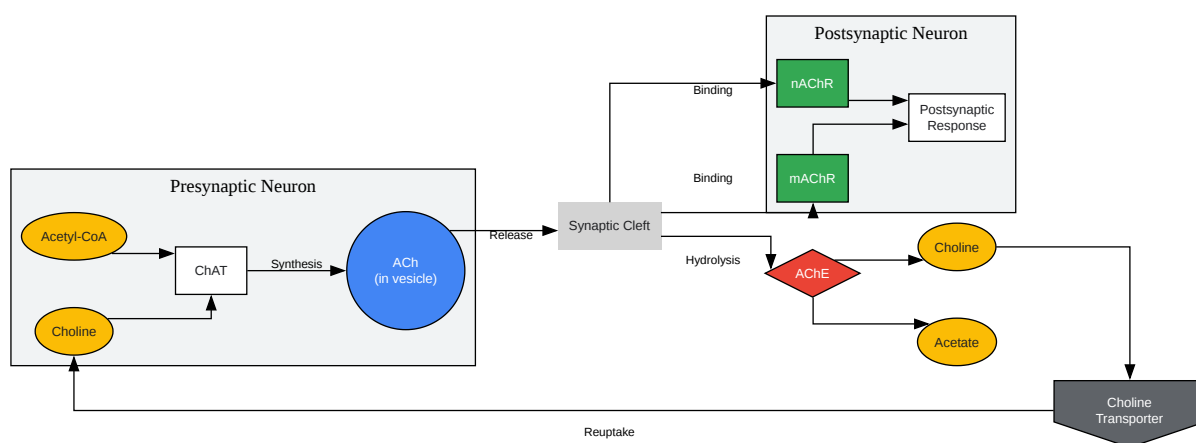 Postsynaptic Neuron
nAChR
Binding
Postsynaptic
Response
Binding
mAChR
Presynaptic Neuron
Acetyl-CoA
ChAT
Synthesis
ACh
(in vesicle)
Choline
Release
Synaptic Cleft
Hydrolysis
AChE
Choline
Acetate
Choline
Transporter
Reuptake